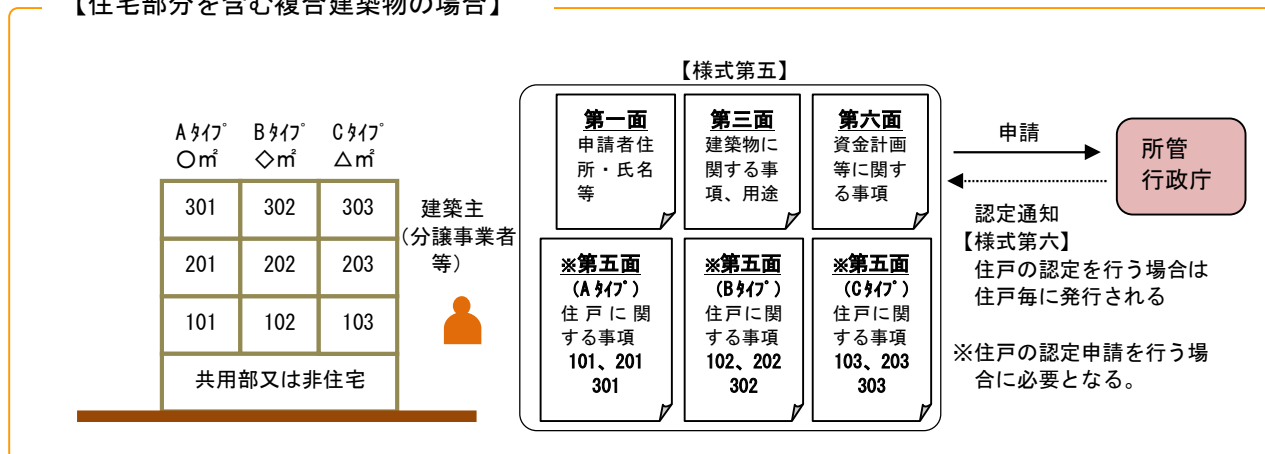 【住宅部分を含む複合建築物の場合】
Aﾀｲﾌﾟ Bﾀｲﾌﾟ Cﾀｲﾌﾟ
〇㎡ ◇㎡ △㎡
301 302 303
201 202 203
101 102 103
共用部又は非住宅
建築主
(分譲事業者
等)
【様式第五】
第一面
申請者住
所・氏名
等
第三面
建築物に
関する事
項、用途
第六面
資金計画
等に関す
る事項
※第五面
(Aﾀｲﾌﾟ)
住戸に関
する事項
101、201
301
※第五面
(Bﾀｲﾌﾟ)
住戸に関
する事項
102、202
302
※第五面
(Cﾀｲﾌﾟ)
住戸に関
する事項
103、203
303
申請
所管
行政庁
認定通知
【様式第六】
住戸の認定を行う場合は
住戸毎に発行される
※住戸の認定申請を行う場
合に必要となる。